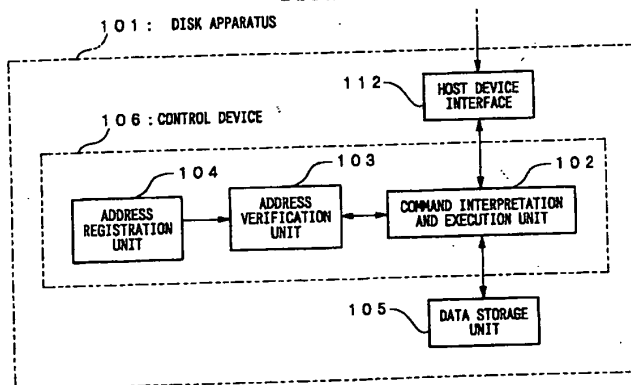 101: DISK APPARATUS
112
HOST DEVICE
INTERFACE
106: CONTROL DEVICE
104
103
102
ADDRESS
REGISTRATION
UNIT
ADDRESS
VERIFICATION
UNIT
COMMAND INTERPRETATION
AND EXECUTION UNIT
105
DATA STORAGE
UNIT